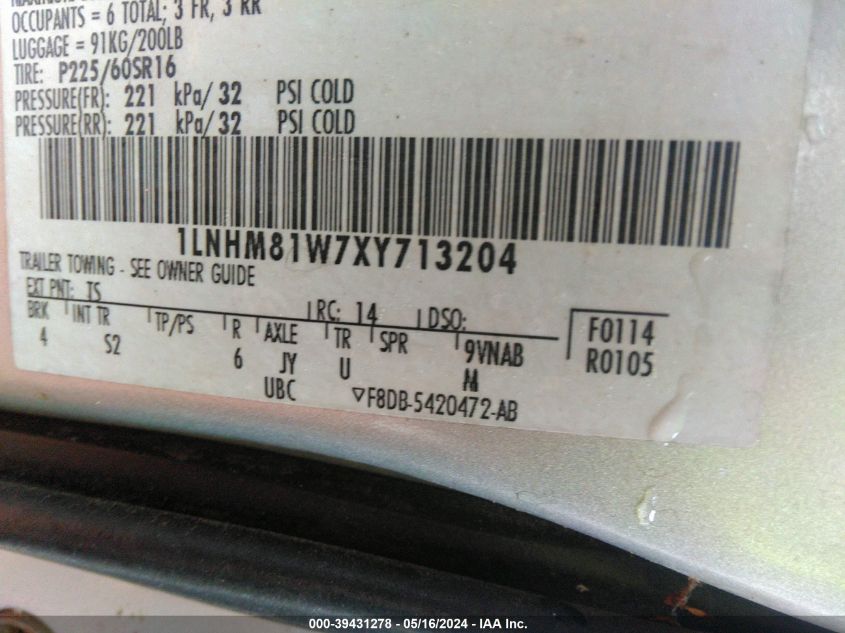 OCCUPANTS = 6 TOTAL; 3 FR, 3 RR
LUGGAGE = 91KG/200LB
TIRE: P225/60SR16
PRESSURE(FR): 221 kPa/ 32 PSI COLD
PRESSURE(RR): 221 kPa/ 32 PSI COLD
1LNHM81W7XY713204
TRAILER TOWING - SEE OWNER GUIDE
EXT PNT: TS RC: 14 DSO:
BRK INT TR TP/PS R AXLE TR SPR 9VNAB F0114
4 S2 6 JY U M R0105
UBC ▽F8DB-5420472-AB
000-39431278 - 05/16/2024 - IAA Inc.